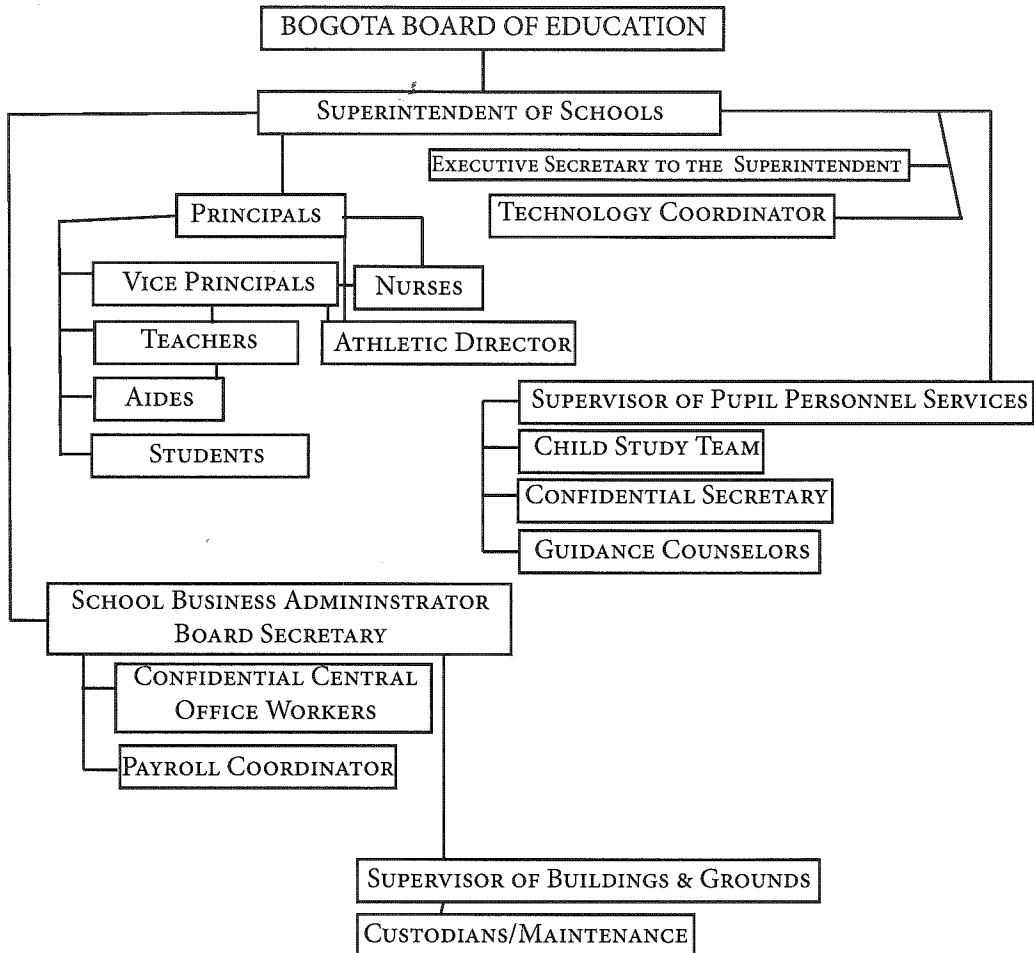 BOGOTA BOARD OF EDUCATION
SUPERINTENDENT OF SCHOOLS
EXECUTIVE SECRETARY TO THE SUPERINTENDENT
TECHNOLOGY COORDINATOR
PRINCIPALS
VICE PRINCIPALS
NURSES
TEACHERS
ATHLETIC DIRECTOR
AIDES
STUDENTS
SUPERVISOR OF PUPIL PERSONNEL SERVICES
CHILD STUDY TEAM
CONFIDENTIAL SECRETARY
GUIDANCE COUNSELORS
SCHOOL BUSINESS ADMININSTRATOR
BOARD SECRETARY
CONFIDENTIAL CENTRAL
OFFICE WORKERS
PAYROLL COORDINATOR
SUPERVISOR OF BUILDINGS & GROUNDS
CUSTODIANS/MAINTENANCE